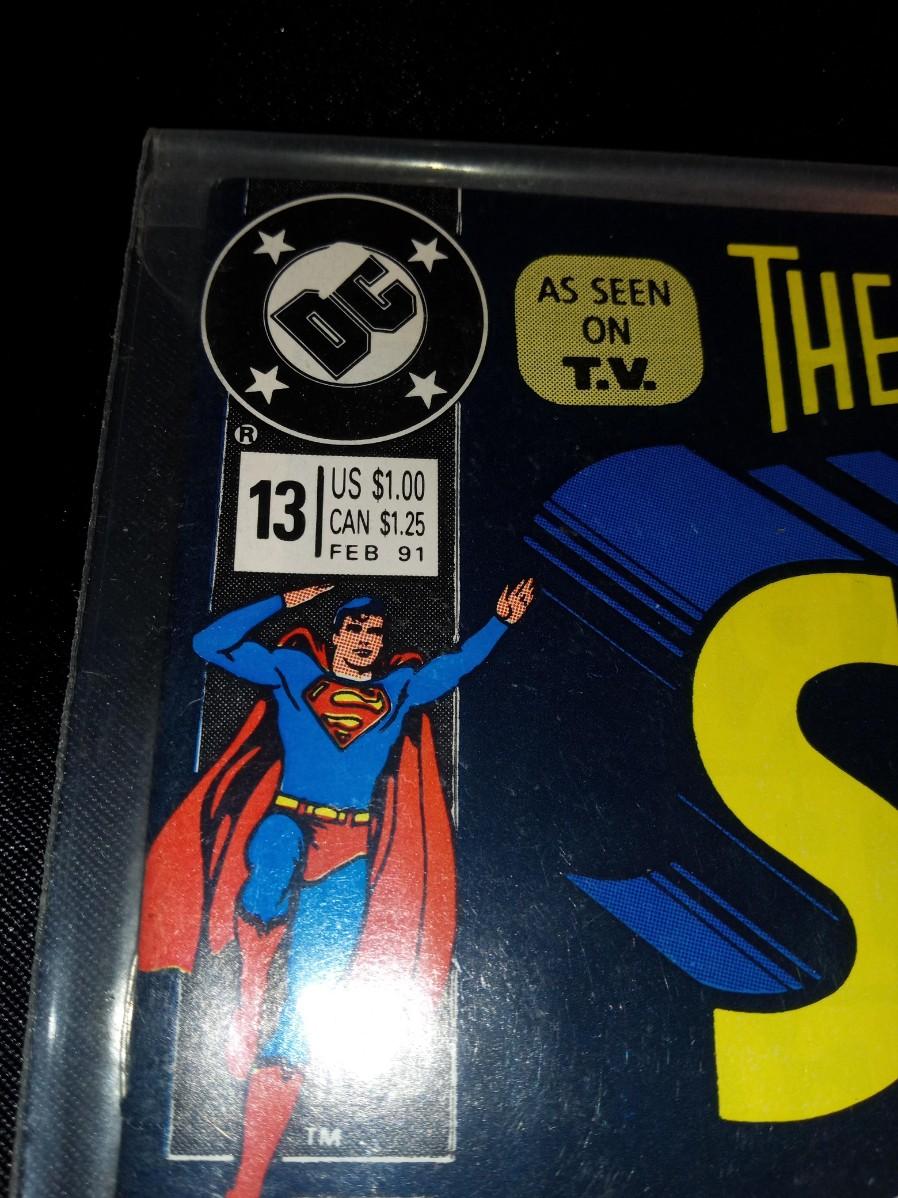 DC
®
AS SEEN
ON
T.V.
THE
13
US $1.00
CAN $1.25
FEB 91
S
S
TM